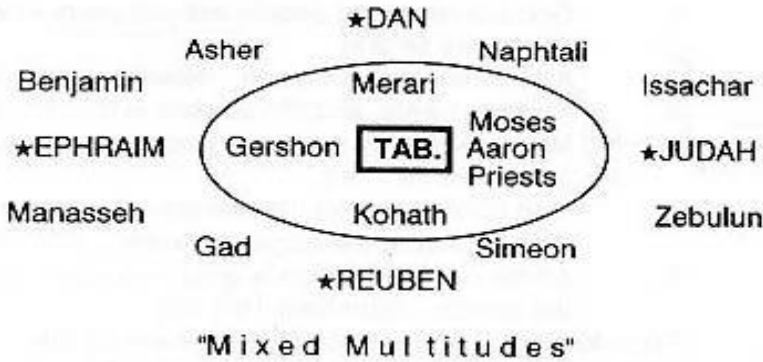 ★DAN
Asher Naphtali
Benjamin Merari Issachar
★EPHRAIM Gershon TAB. Moses Aaron Priests ★JUDAH
Manasseh Kohath Zebulun
Gad Simeon
★REUBEN
"Mixed Multitudes"